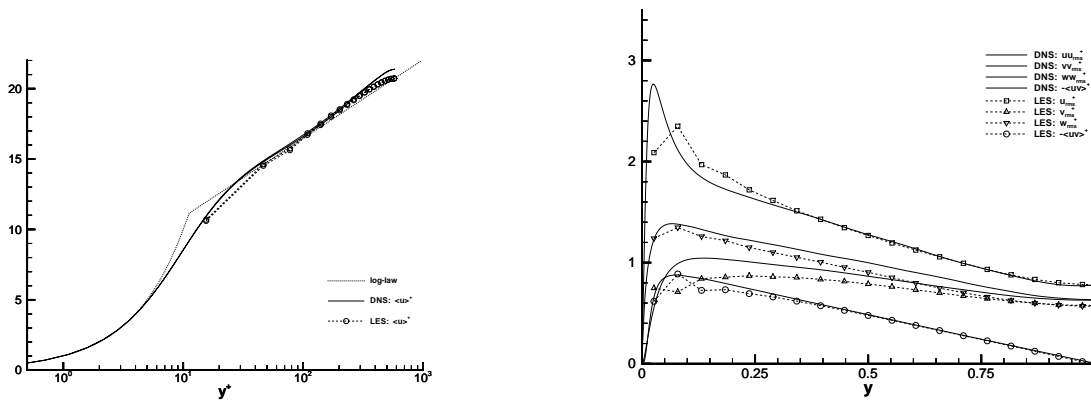 20
15
10
5
0
10⁰
10¹
10²
10³
y⁺
log-law
DNS: <u>⁺
LES: <u>⁺
3
2
1
0
0
0.25
0.5
0.75
y
DNS: uu_rms⁺
DNS: vv_rms⁺
DNS: ww_rms⁺
DNS: -<uv>⁺
LES: u_rms⁺
LES: v_rms⁺
LES: w_rms⁺
LES: -<uv>⁺